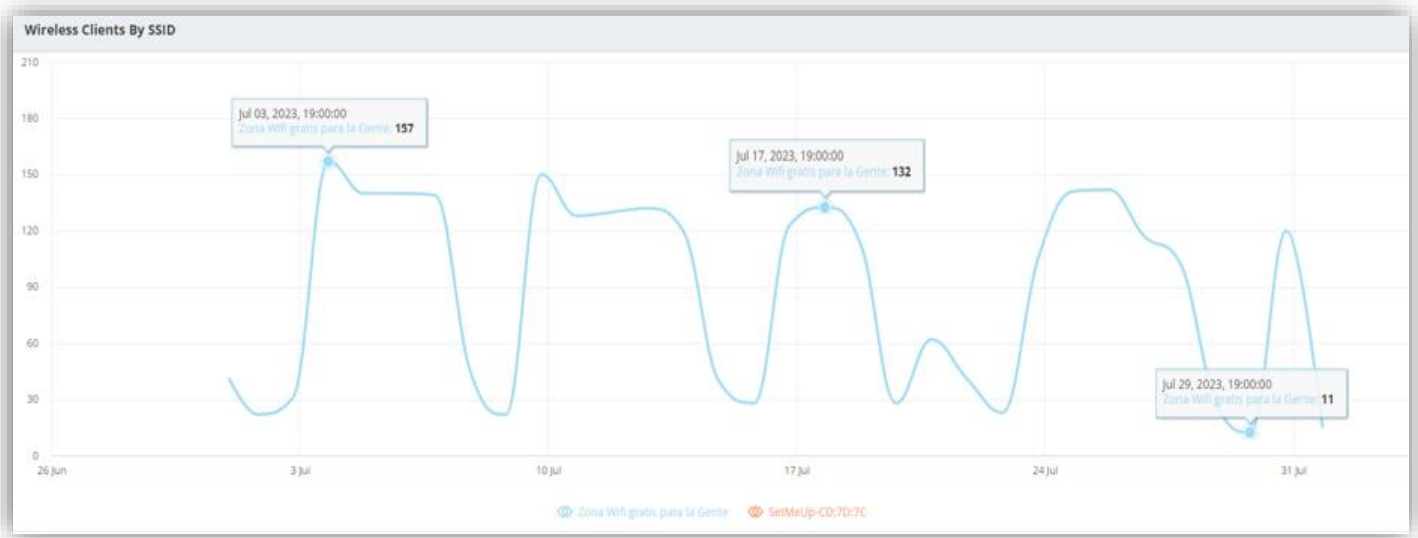 Wireless Clients By SSID
210
180
150
120
90
60
30
0
Jul 03, 2023, 19:00:00
Zona Wifi gratis para la Gente: 157
Jul 17, 2023, 19:00:00
Zona Wifi gratis para la Gente: 132
Jul 29, 2023, 19:00:00
Zona Wifi gratis para la Gente: 11
26 Jun
3 Jul
10 Jul
17 Jul
24 Jul
31 Jul
Zona Wifi gratis para la Gente
SetMeUp-CD:7D:7C